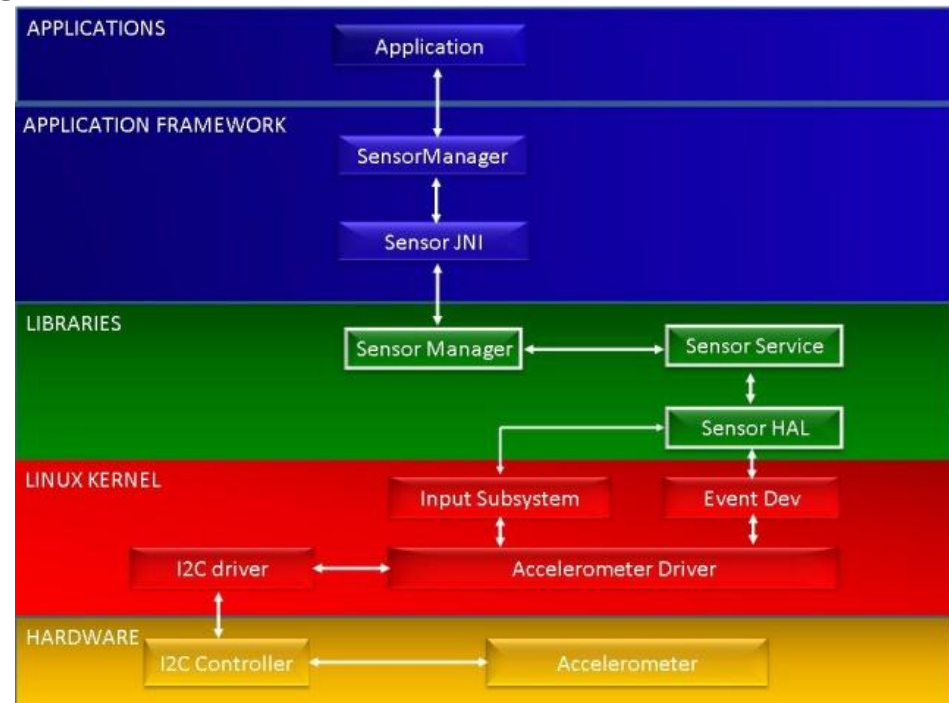 APPLICATIONS
Application
APPLICATION FRAMEWORK
SensorManager
Sensor JNI
LIBRARIES
Sensor Manager
Sensor Service
Sensor HAL
LINUX KERNEL
Input Subsystem
Event Dev
I2C driver
Accelerometer Driver
HARDWARE
I2C Controller
Accelerometer